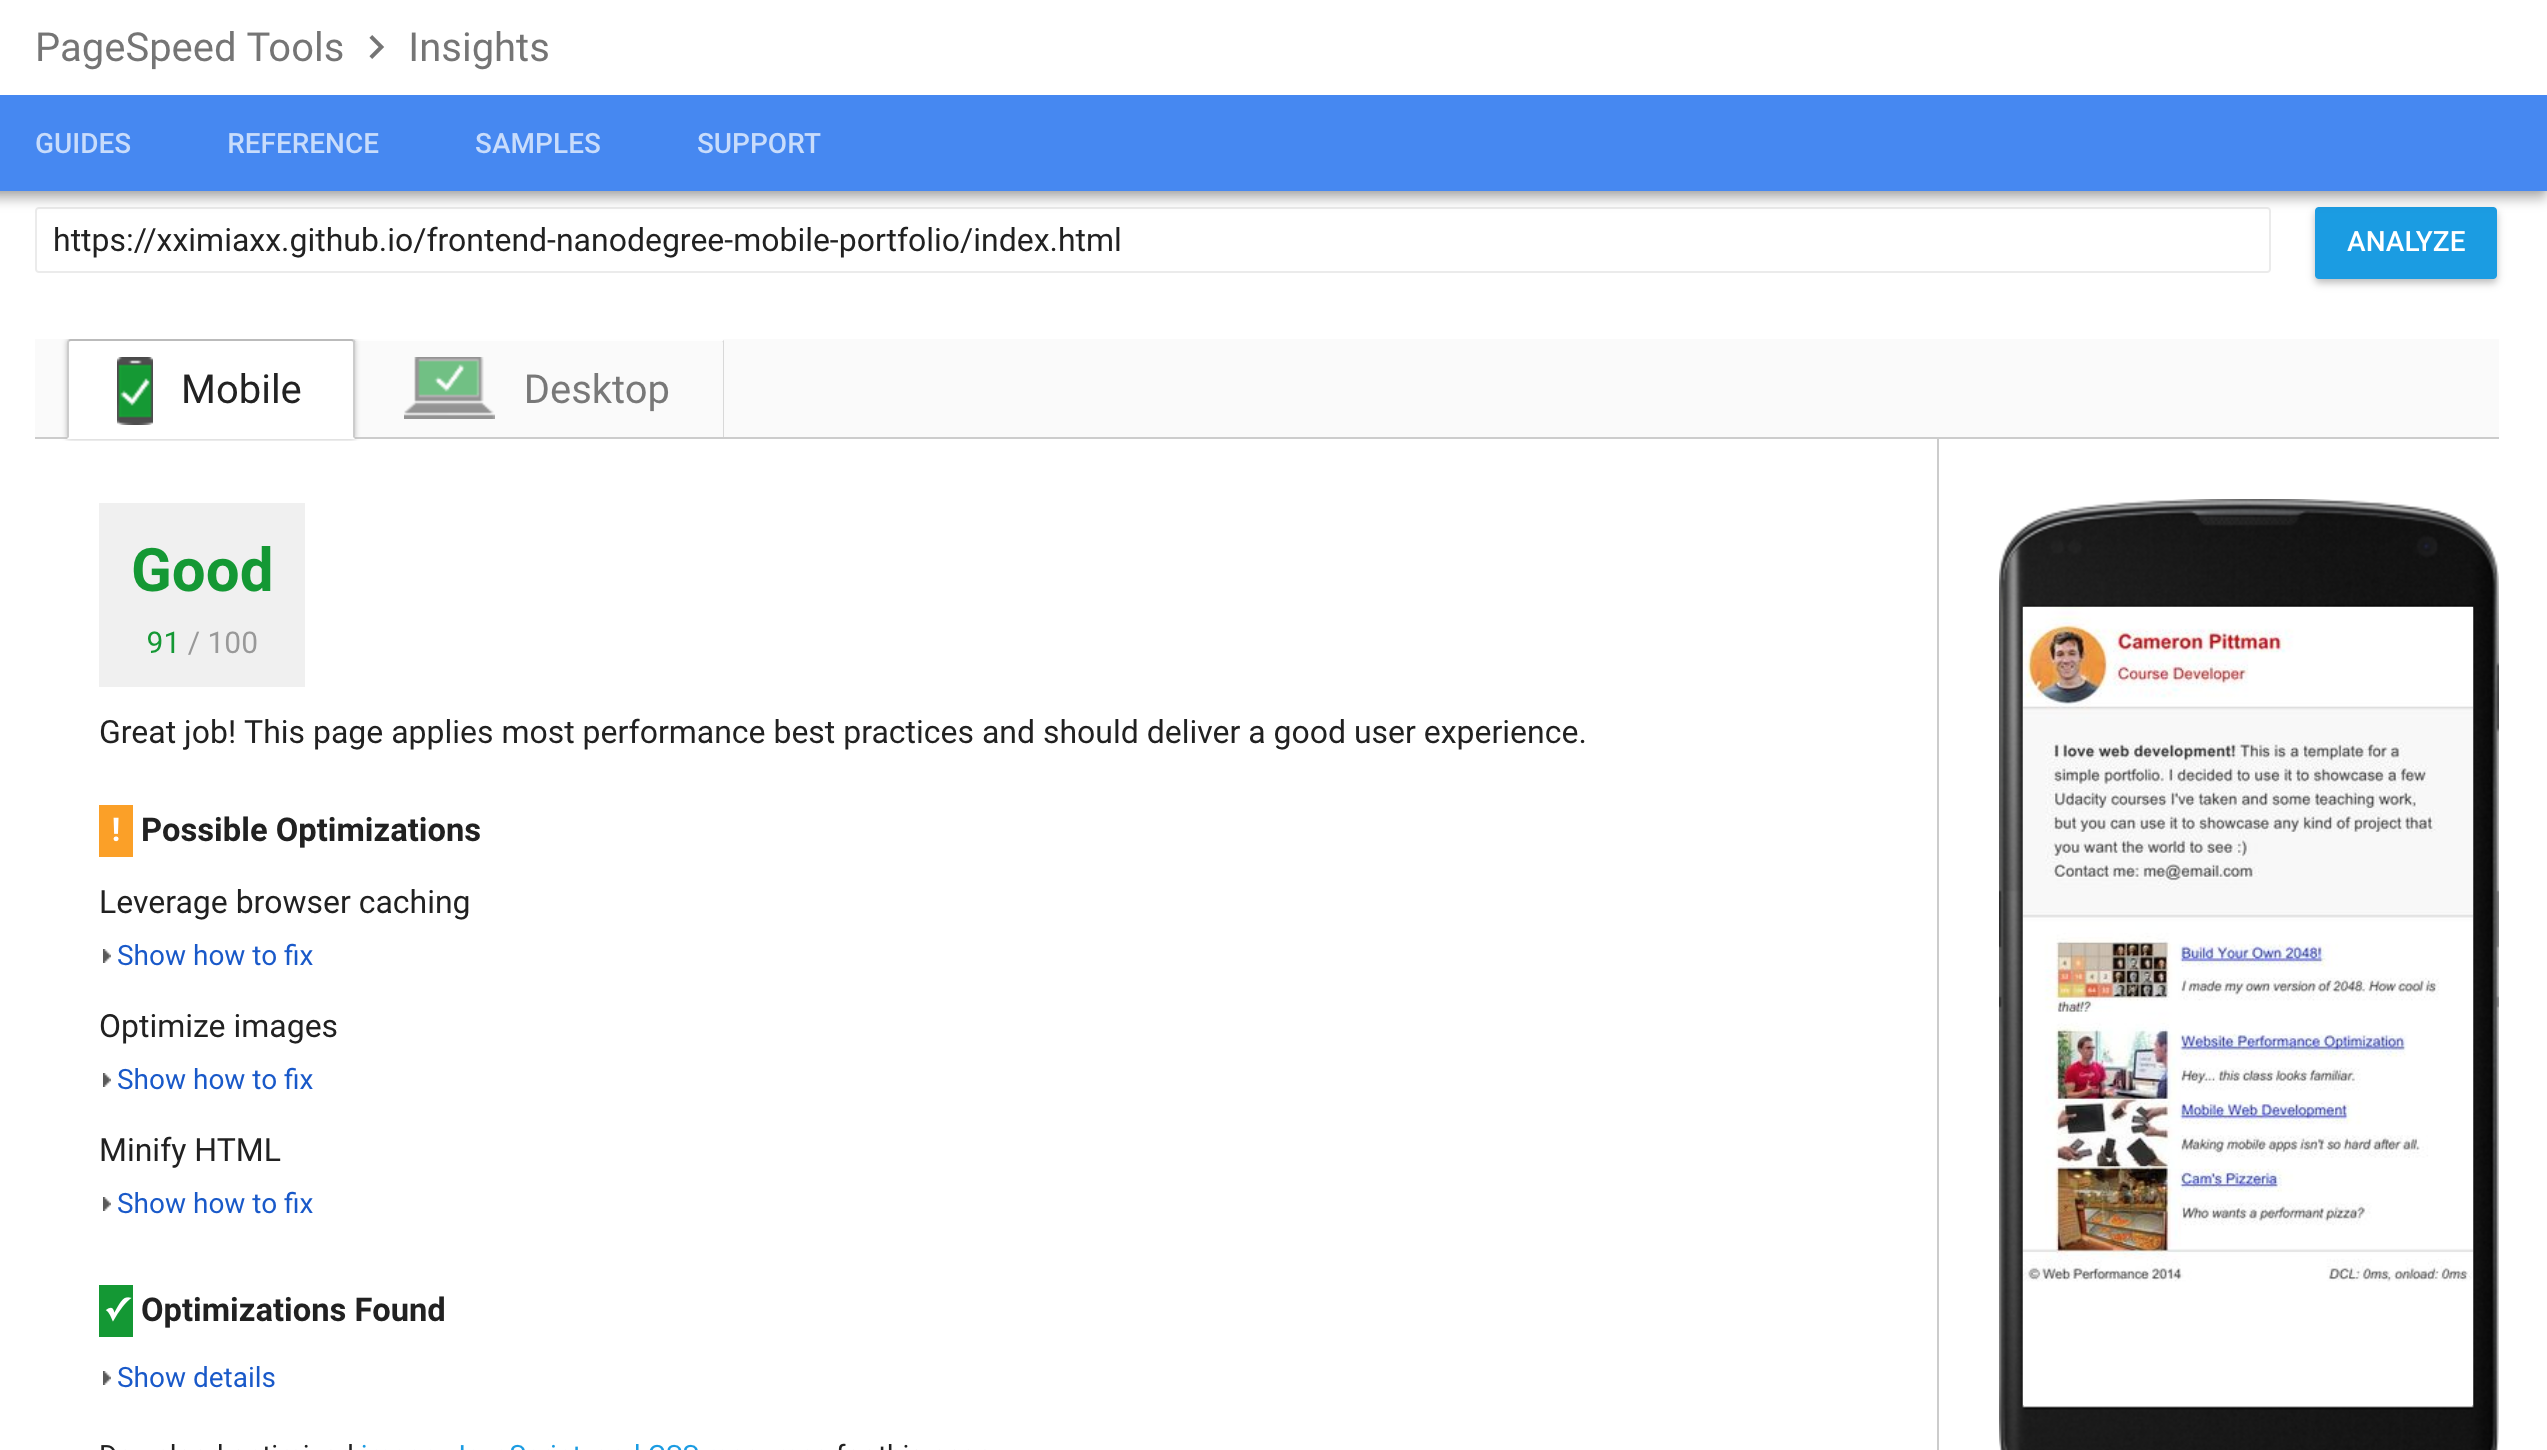 PageSpeed Tools > Insights
GUIDES REFERENCE SAMPLES SUPPORT
https://xximiaxx.github.io/frontend-nanodegree-mobile-portfolio/index.html
ANALYZE
Mobile Desktop
Good
91 / 100
Great job! This page applies most performance best practices and should deliver a good user experience.
! Possible Optimizations
Leverage browser caching
Show how to fix
Optimize images
Show how to fix
Minify HTML
Show how to fix
Optimizations Found
Show details
Cameron Pittman
Course Developer
I love web development! This is a template for a
simple portfolio. I decided to use it to showcase a few
Udacity courses I've taken and some teaching work,
but you can use it to showcase any kind of project that
you want the world to see :)
Contact me: me@email.com
Build Your Own 2048!
I made my own version of 2048. How cool is
that!?
Website Performance Optimization
Hey... this class looks familiar.
Mobile Web Development
Making mobile apps isn't so hard after all.
Cam's Pizzeria
Who wants a performant pizza?
© Web Performance 2014
DCL: 0ms, onload: 0ms